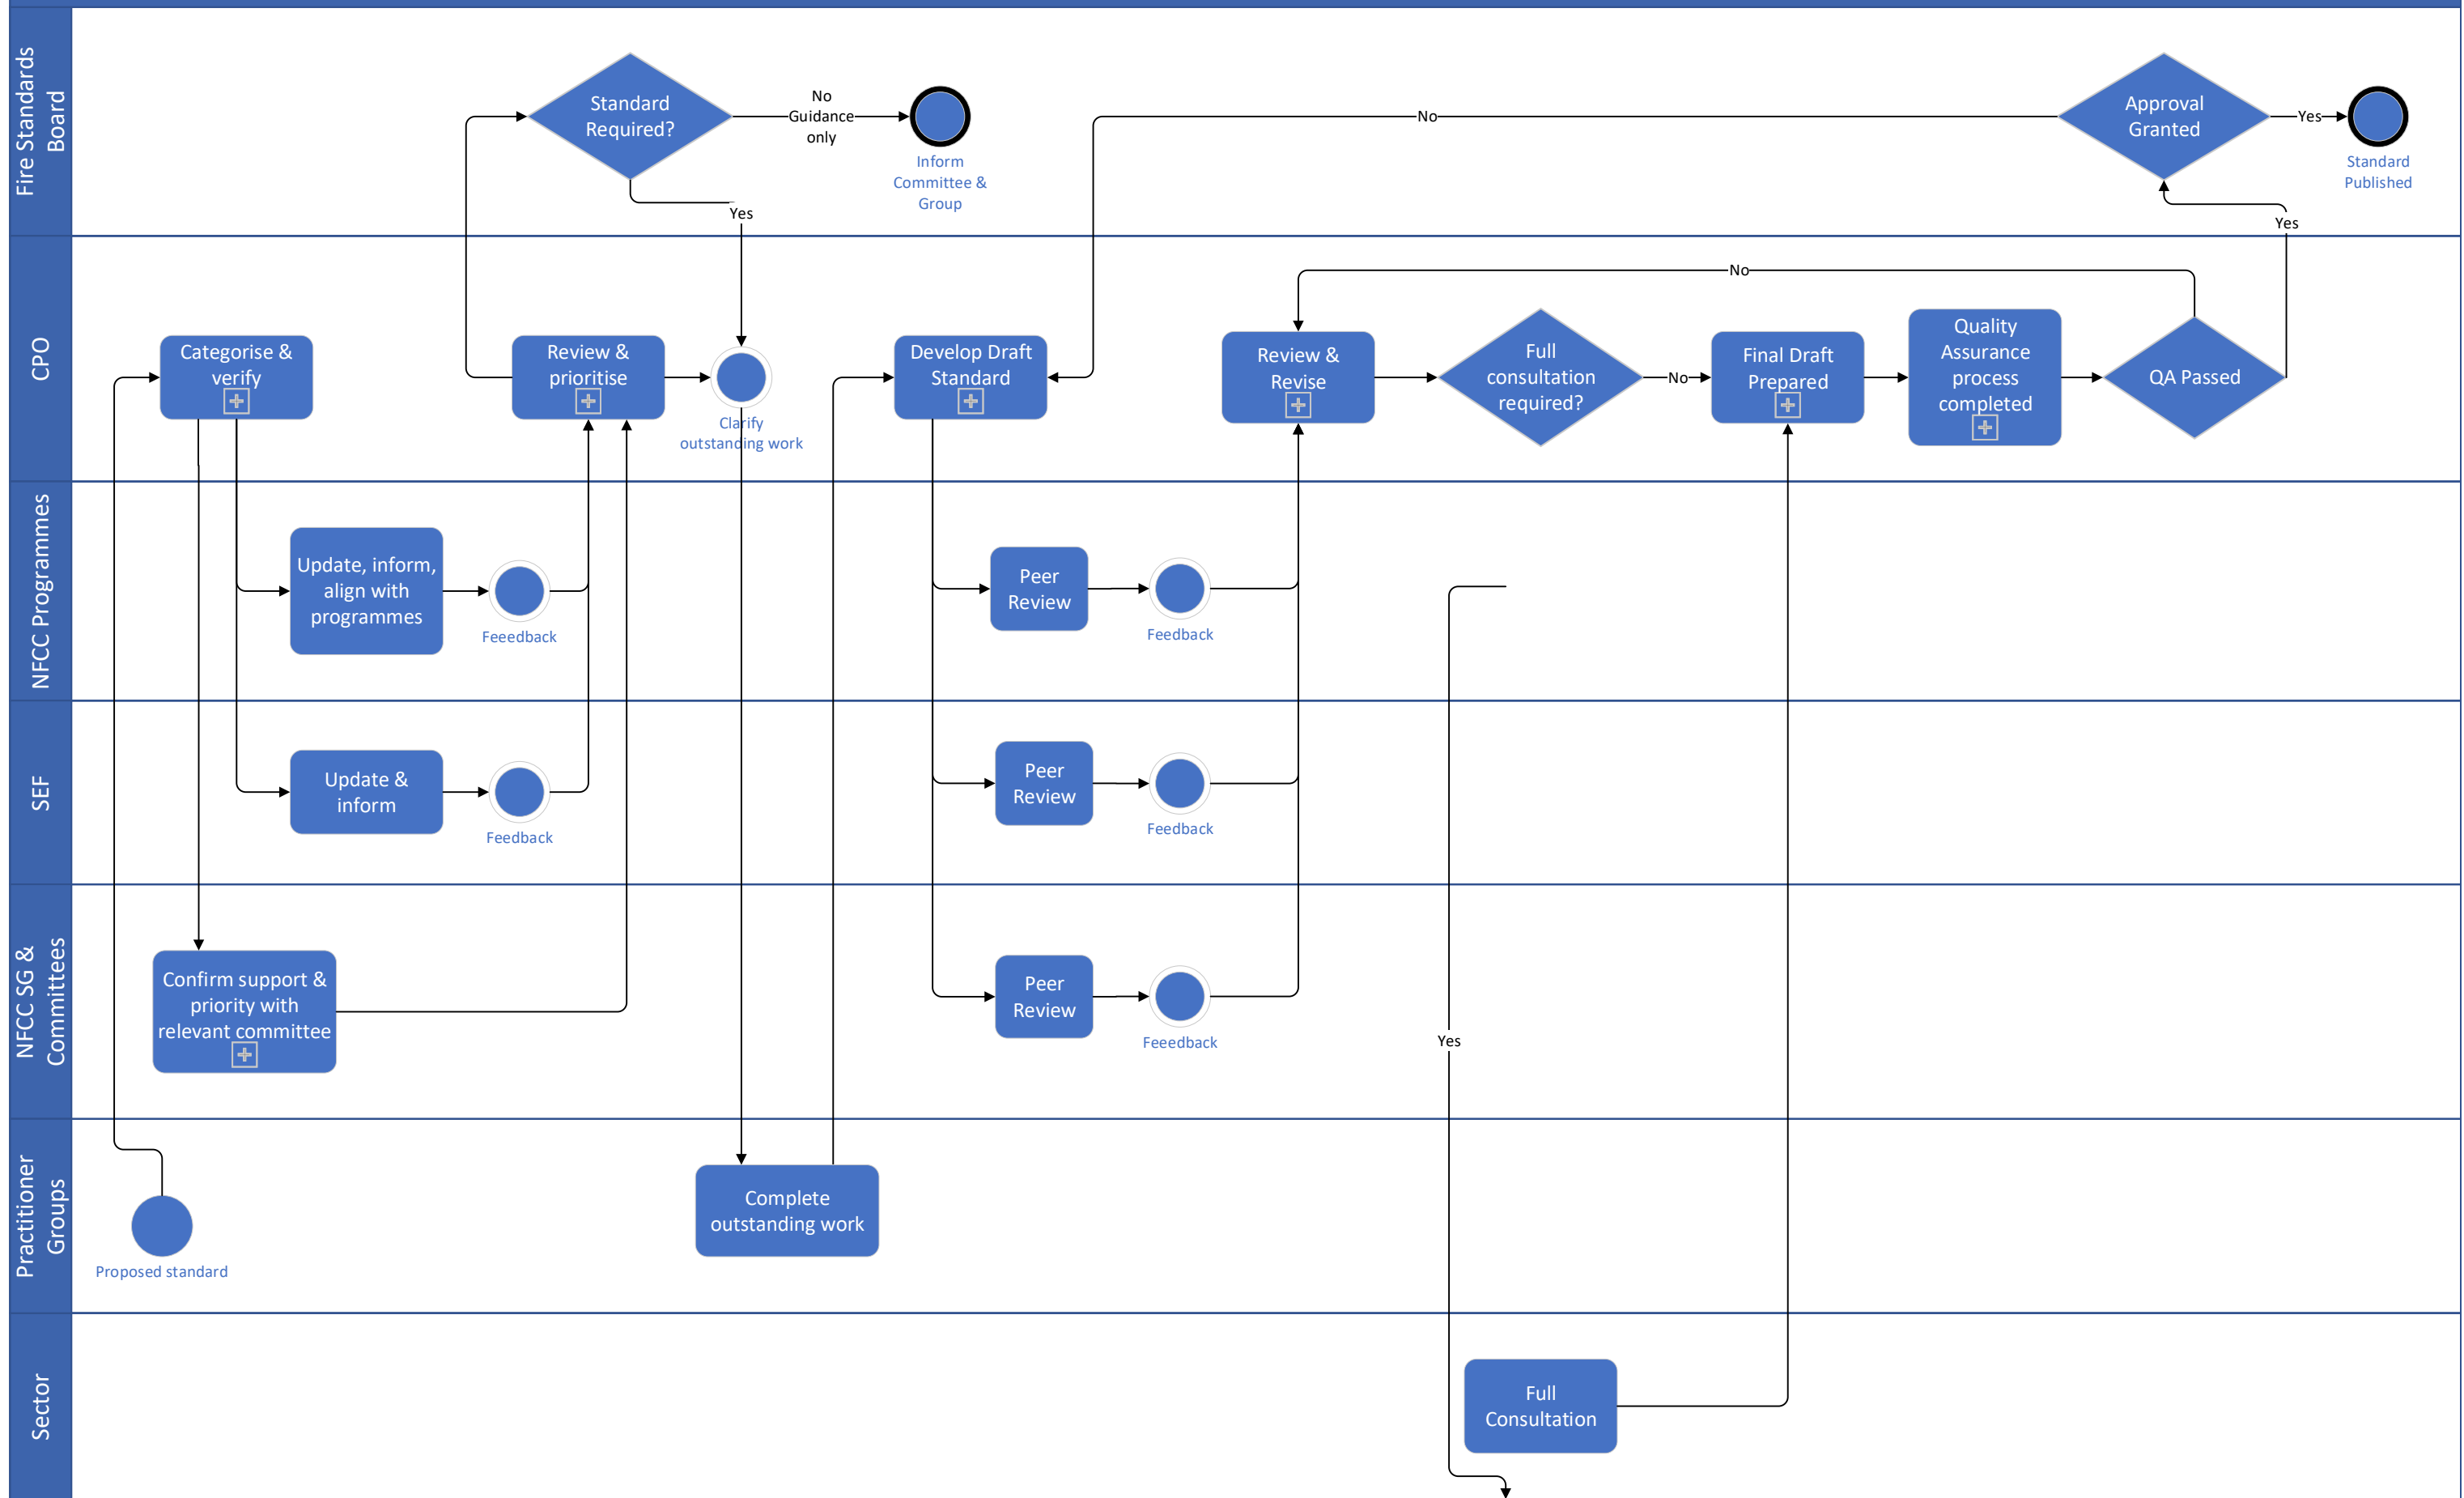 Fire Standards
Board
Standard
Required?
No
Guidance
only
Inform
Committee &
Group
Yes
No
Approval
Granted
Yes
Standard
Published
Yes
CPO
Categorise &
verify
Review &
prioritise
Clarify
outstanding work
Develop Draft
Standard
No
Review &
Revise
Full
consultation
required?
No
Final Draft
Prepared
Quality
Assurance
process
completed
QA Passed
NFCC Programmes
Update, inform,
align with
programmes
Feeedback
Peer
Review
Feedback
SEF
Update &
inform
Feedback
Peer
Review
Feedback
NFCC SG &
Committees
Confirm support &
priority with
relevant committee
Peer
Review
Feeedback
Yes
Practitioner
Groups
Proposed standard
Complete
outstanding work
Sector
Full
Consultation